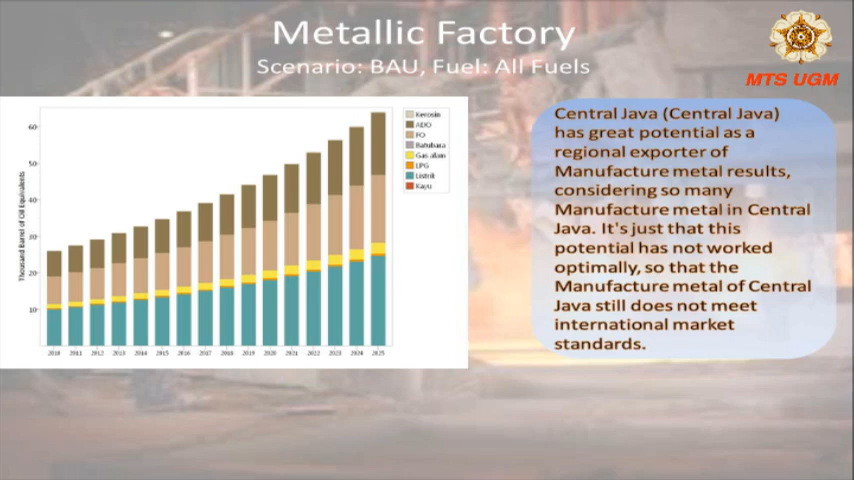 Metallic Factory
Scenario: BAU, Fuel: All Fuels
MTS UGM
Thousand Barrel of Oil Equivalents
60
50
40
30
20
10
2010 2011 2012 2013 2014 2015 2016 2017 2018 2019 2020 2021 2022 2023 2024 2025
Kerosin
ADO
FO
Batubara
Gas alam
LPG
Listrik
Kayu
Central Java (Central Java)
has great potential as a
regional exporter of
Manufacture metal results,
considering so many
Manufacture metal in Central
Java. It's just that this
potential has not worked
optimally, so that the
Manufacture metal of Central
Java still does not meet
international market
standards.